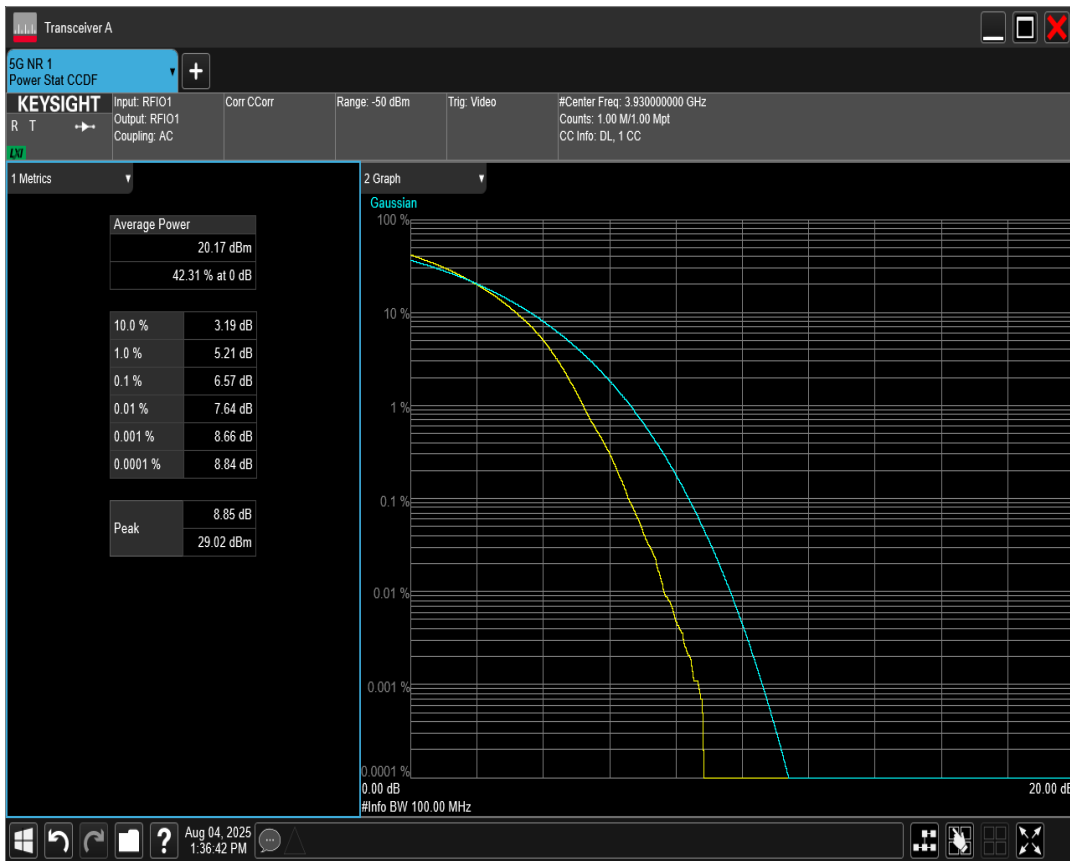 Transceiver A
5G NR 1
Power Stat CCDF
+
KEYSIGHT
R T
LXI
Input: RFIO1
Output: RFIO1
Coupling: AC
Corr CCorr
Range: -50 dBm
Trig: Video
#Center Freq: 3.930000000 GHz
Counts: 1.00 M/1.00 Mpt
CC Info: DL, 1 CC
1 Metrics
Average Power
20.17 dBm
42.31 % at 0 dB
10.0 % 3.19 dB
1.0 % 5.21 dB
0.1 % 6.57 dB
0.01 % 7.64 dB
0.001 % 8.66 dB
0.0001 % 8.84 dB
Peak 8.85 dB
29.02 dBm
2 Graph
Gaussian
100 %
10 %
1 %
0.1 %
0.01 %
0.001 %
0.0001 %
0.00 dB 20.00 dB
#Info BW 100.00 MHz
?
Aug 04, 2025
1:36:42 PM